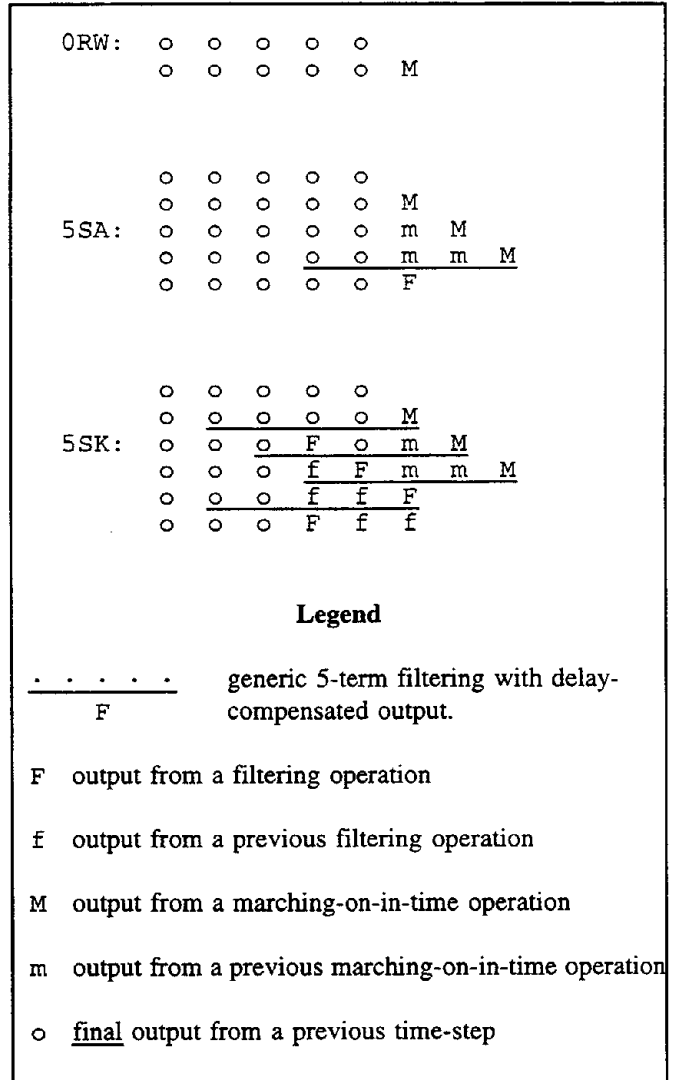 0RW: o o o o o
o o o o o M
o o o o o
o o o o o M
5SA: o o o o o m M
o o o o o m m M
o o o o o F
o o o o o
o o o o o M
5SK: o o o F o m M
o o o f F m m M
o o o f f F
o o o F f f
Legend
. . . . . generic 5-term filtering with delay-
F compensated output.
F output from a filtering operation
f output from a previous filtering operation
M output from a marching-on-in-time operation
m output from a previous marching-on-in-time operation
o final output from a previous time-step